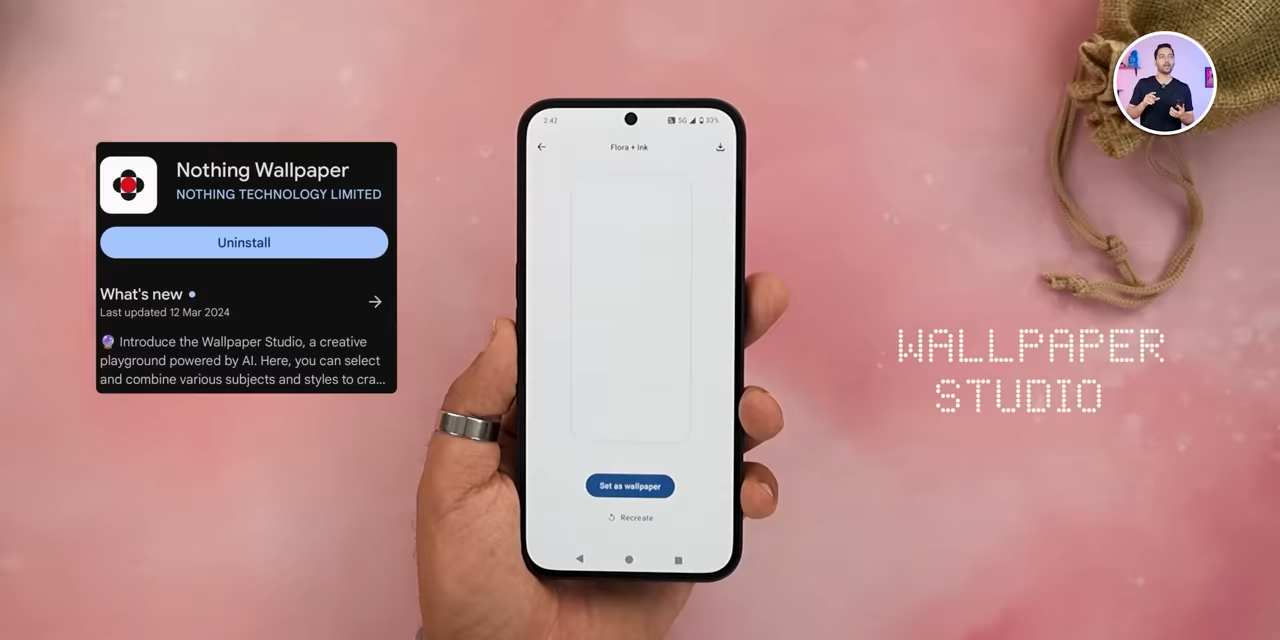 Nothing Wallpaper
NOTHING TECHNOLOGY LIMITED
Uninstall
What's new
Last updated 12 Mar 2024
🔮 Introduce the Wallpaper Studio, a creative
playground powered by AI. Here, you can select
and combine various subjects and styles to cra...
2:42
5G 33%
Flora + Ink
Set as wallpaper
Recreate
WALLPAPER
STUDIO